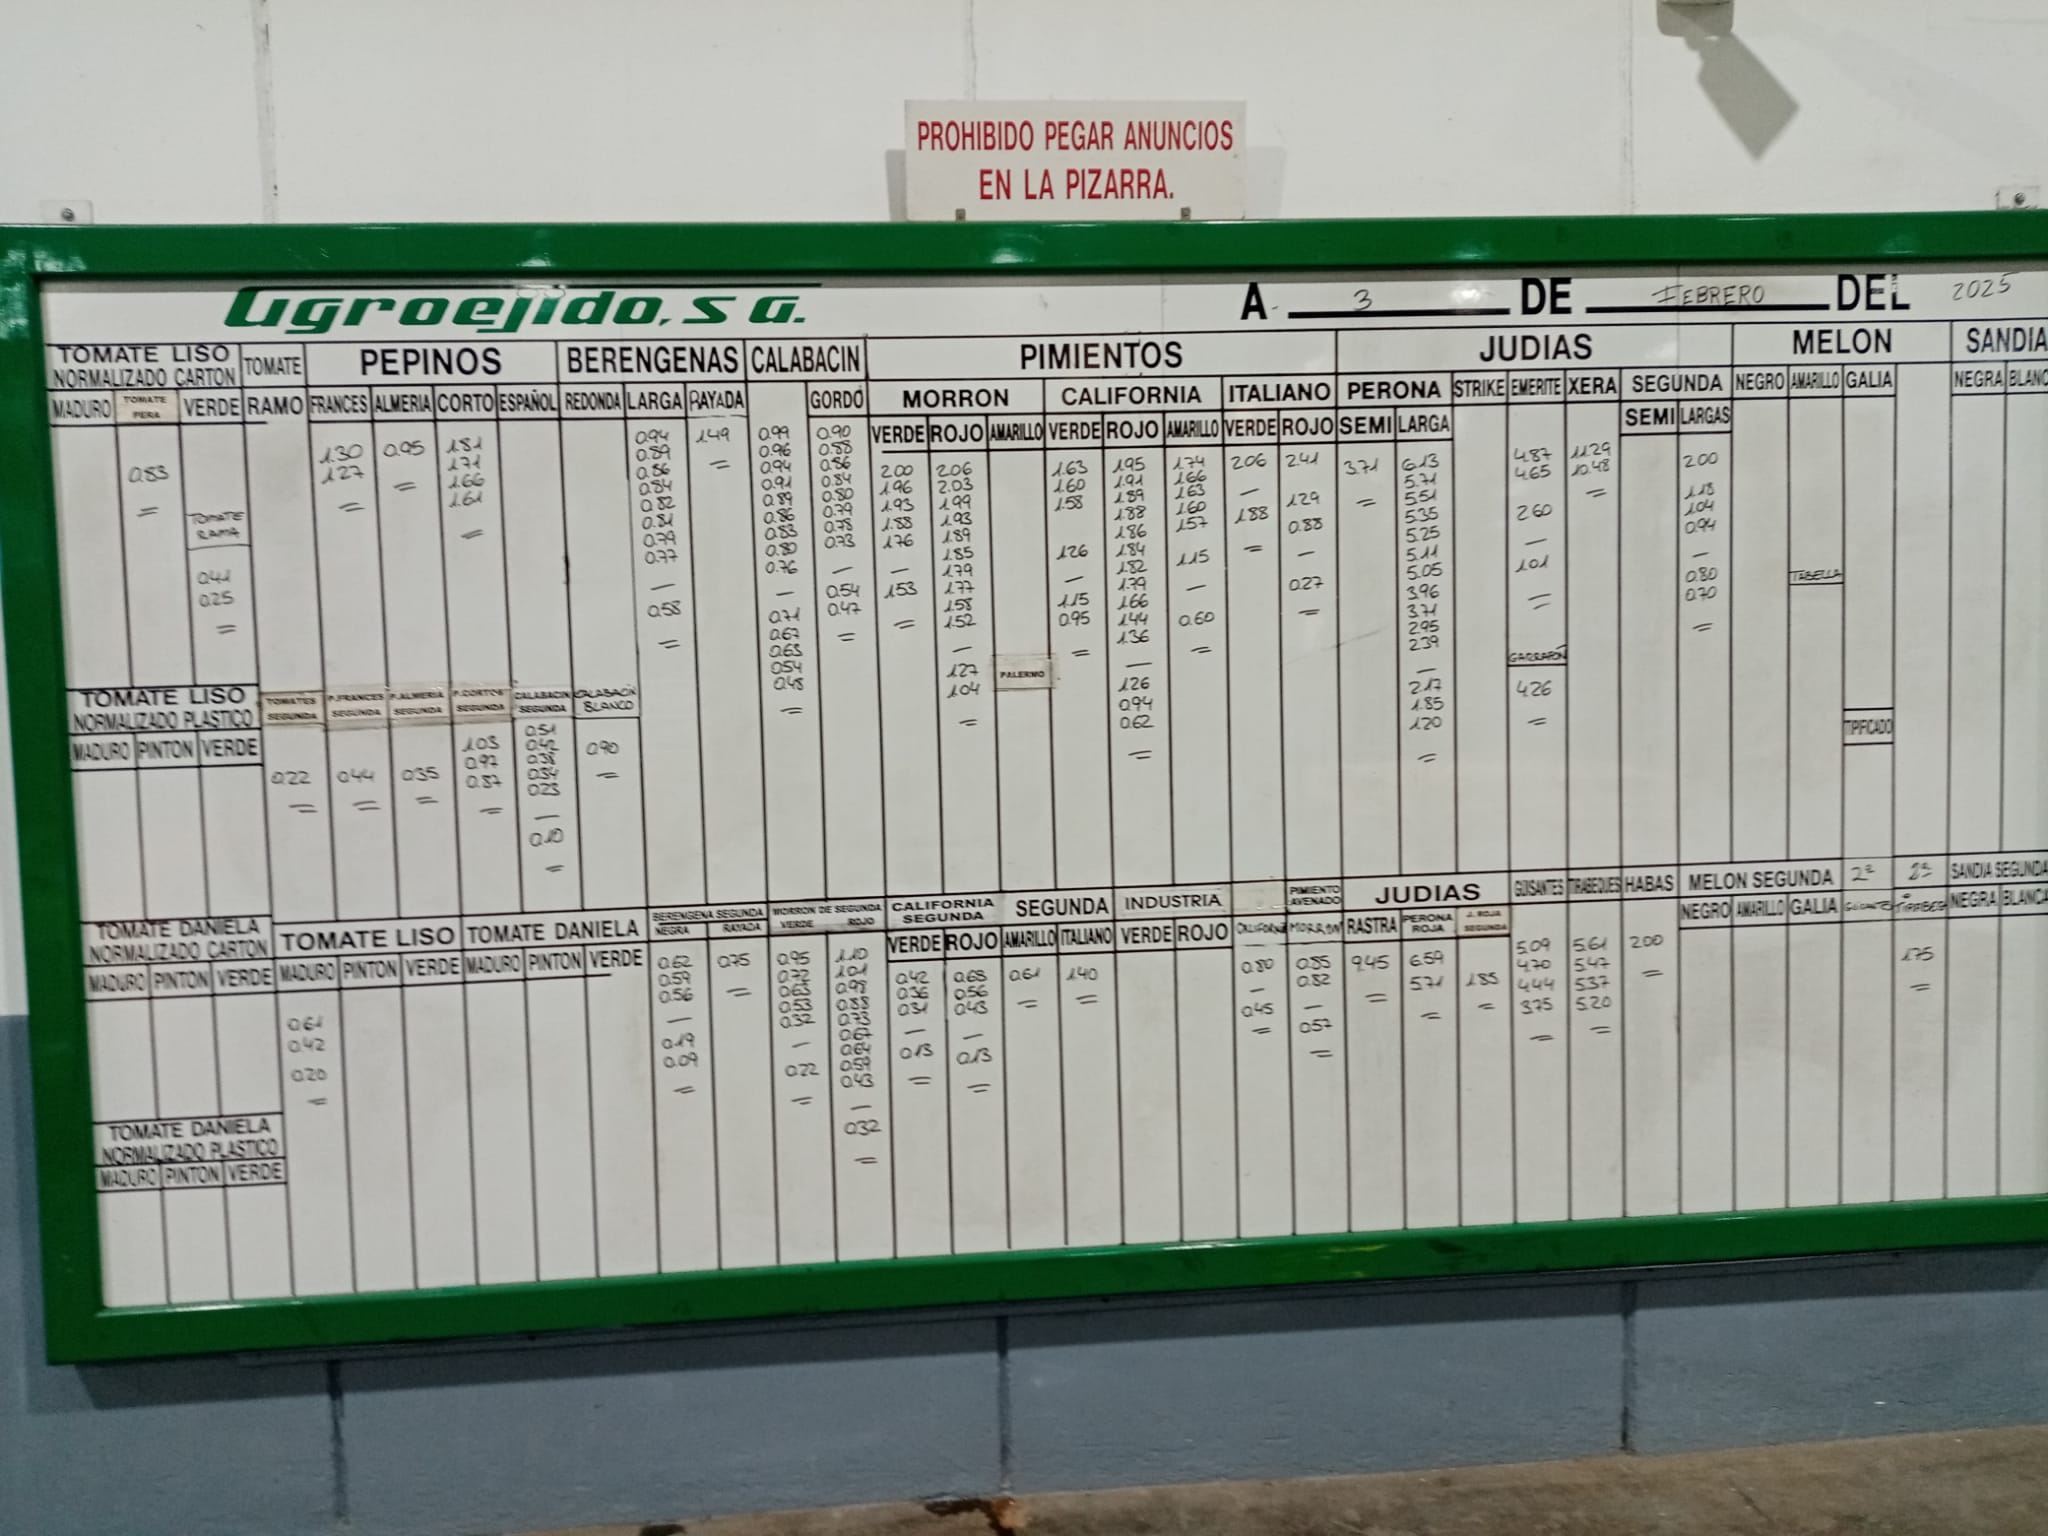 PROHIBIDO PEGAR ANUNCIOS
EN LA PIZARRA.
Agroejido, S A.
A 3 DE FEBRERO DEL 2025
TOMATE LISO NORMALIZADO CARTON
MADURO
TOMATE PERA
0.83
VERDE
TOMATE RAMA
0.41
0.25
TOMATE
RAMO
PEPINOS
FRANCES
1.30
1.27
ALMERIA
0.95
CORTO
1.81
1.71
1.66
1.61
ESPAÑOL
BERENGENAS
REDONDA
LARGA
0.94
0.89
0.86
0.84
0.82
0.81
0.79
0.77
—
0.58
RAYADA
1.49
CALABACIN
0.99
0.96
0.94
0.91
0.89
0.86
0.83
0.80
0.76
—
0.71
0.67
0.63
0.54
0.48
GORDO
0.90
0.88
0.86
0.84
0.80
0.79
0.78
0.73
—
0.54
0.47
PIMIENTOS
MORRON
VERDE
2.00
1.96
1.93
1.88
1.76
—
1.53
ROJO
2.06
2.03
1.99
1.93
1.89
1.85
1.79
1.77
1.58
1.52
—
1.27
1.04
AMARILLO
PALERMO
CALIFORNIA
VERDE
1.63
1.60
1.58
1.26
—
1.15
0.95
ROJO
1.95
1.91
1.89
1.88
1.86
1.84
1.82
1.79
1.66
1.44
1.36
—
1.26
0.94
0.62
AMARILLO
1.74
1.66
1.63
1.60
1.57
1.15
—
0.60
ITALIANO
VERDE
2.06
—
1.88
ROJO
2.41
1.29
0.88
—
0.27
JUDIAS
PERONA
SEMI
3.71
LARGA
6.13
5.71
5.51
5.35
5.25
5.11
5.05
3.96
3.71
2.95
2.39
—
2.17
1.85
1.20
STRIKE
EMERITE
4.87
4.65
2.60
—
1.01
GARRAFON
4.26
XERA
11.29
10.48
SEGUNDA
SEMI
LARGAS
2.00
1.18
1.04
0.94
—
0.80
0.70
MELON
NEGRO
AMARILLO
TABELLA
GALIA
TIPIFICADO
SANDIA
NEGRA
BLANC
TOMATE LISO
NORMALIZADO PLASTICO
MADURO PINTON VERDE
TOMATES SEGUNDA
0.22
P.FRANCES SEGUNDA
0.44
P.ALMERIA SEGUNDA
0.35
P.CORTOS SEGUNDA
1.03
0.97
0.87
CALABACIN SEGUNDA
0.51
0.42
0.38
0.34
0.23
—
0.10
CALABACIN BLANCO
0.90
TOMATE DANIELA
NORMALIZADO CARTON
MADURO PINTON VERDE
TOMATE LISO
MADURO PINTON VERDE
0.61
0.42
0.20
TOMATE DANIELA
MADURO PINTON VERDE
BERENGENA SEGUNDA
NEGRA
0.62
0.59
0.56
—
0.19
0.09
RAYADA
0.75
MORRON DE SEGUNDA
VERDE
0.95
0.72
0.63
0.53
0.32
—
0.22
ROJO
1.10
1.01
0.98
0.88
0.73
0.67
0.64
0.59
0.43
—
0.32
CALIFORNIA SEGUNDA
VERDE
0.42
0.36
0.31
—
0.13
ROJO
0.68
0.56
0.43
—
0.13
SEGUNDA
AMARILLO
0.61
ITALIANO
1.40
INDUSTRIA
VERDE ROJO
PIMIENTO AVENADO
CALIFORNIA
0.80
—
0.45
MORRON
0.85
0.82
—
0.57
JUDIAS
RASTRA
9.45
PERONA ROJA
6.59
5.71
J. ROJA SEGUNDA
1.85
GUISANTES
5.09
4.70
4.44
3.75
TIRABEQUES
5.61
5.47
5.37
5.20
HABAS
2.00
MELON SEGUNDA
NEGRO AMARILLO GALIA
2ª
GUISANTE
2ª
TIRABEQ
1.75
SANDIA SEGUNDA
NEGRA BLANCA
TOMATE DANIELA
NORMALIZADO PLASTICO
MADURO PINTON VERDE